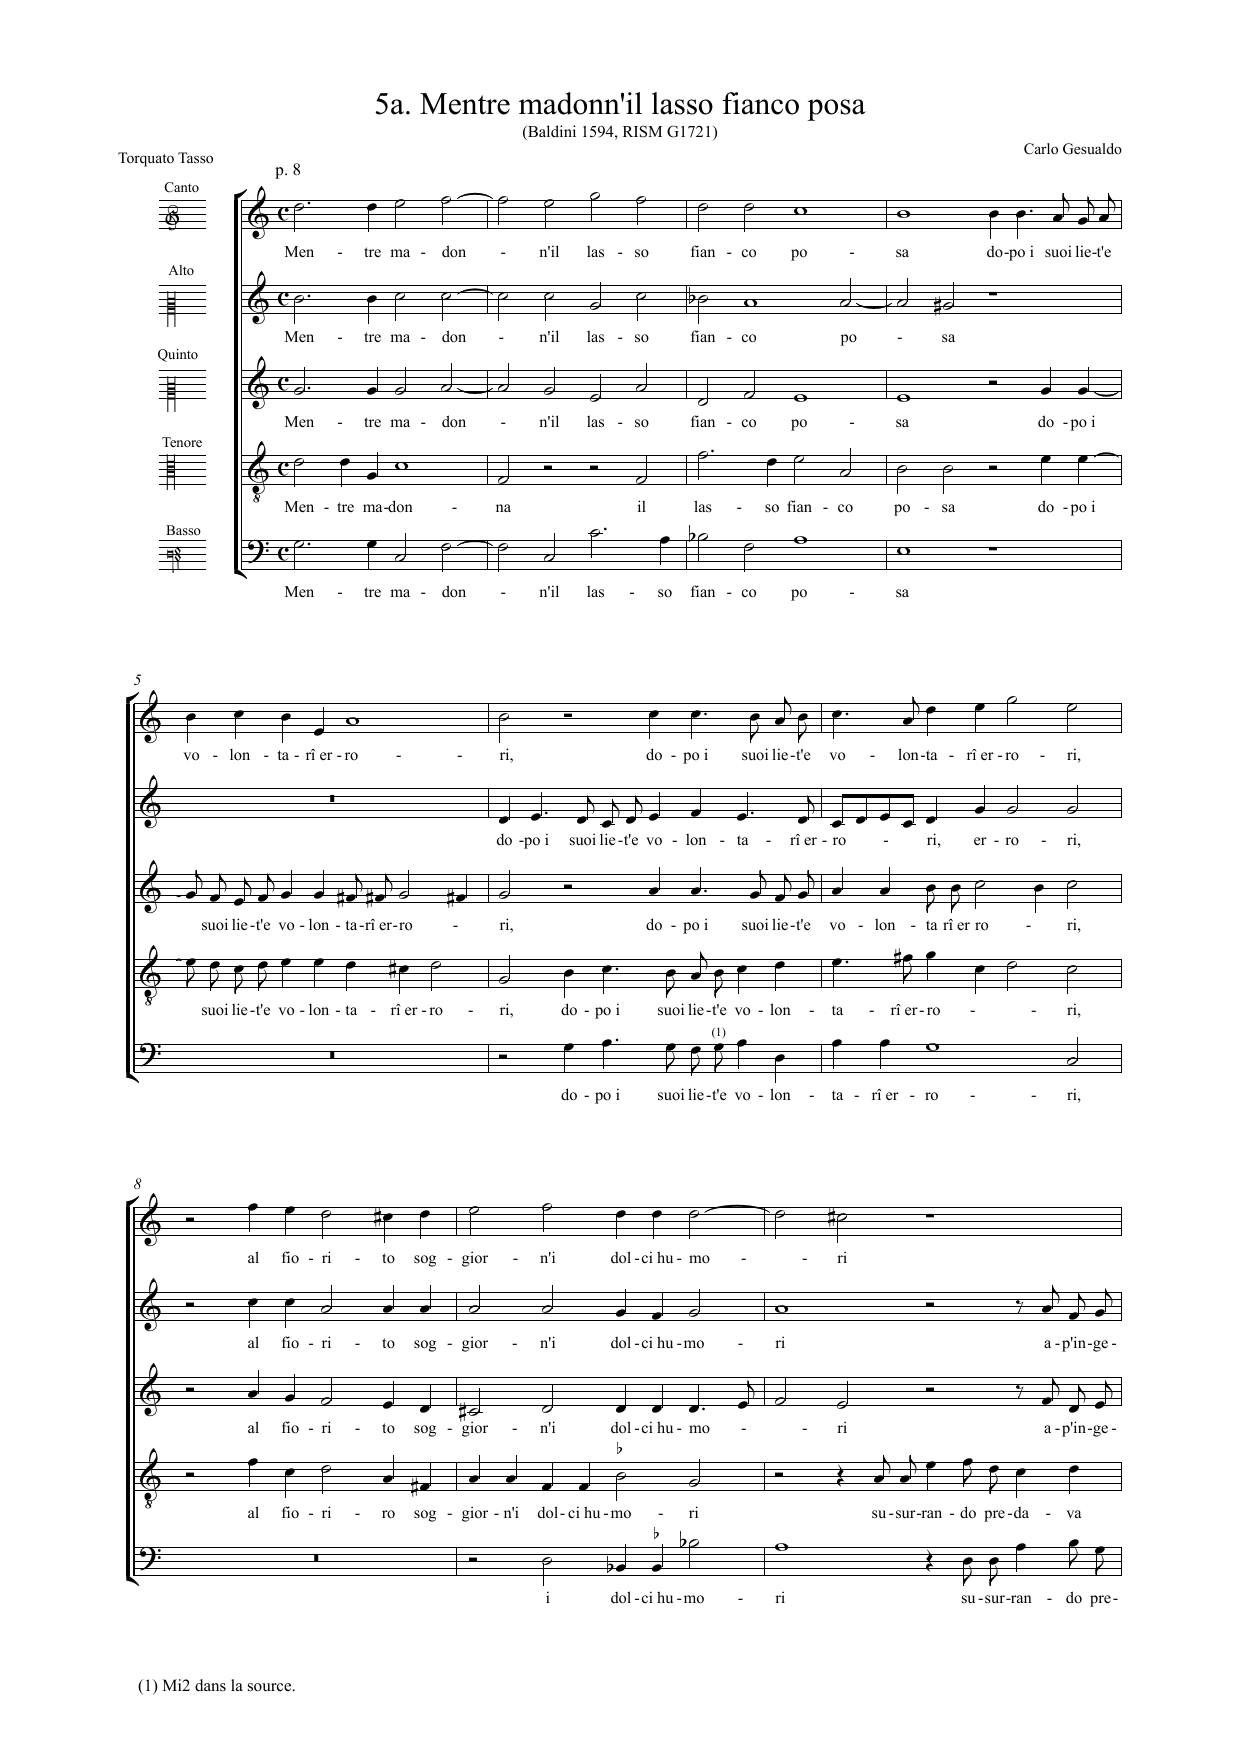 5a. Mentre madonn'il lasso fianco posa
(Baldini 1594, RISM G1721)
Torquato Tasso
Carlo Gesualdo
p. 8
Canto
Men - tre ma - don - n'il las - so fian - co po - sa do - po i suoi lie - t'e
Alto
Men - tre ma - don - n'il las - so fian - co po - sa
Quinto
Men - tre ma - don - n'il las - so fian - co po - sa do - po i
Tenore
Men - tre ma - don - na il las - so fian - co po - sa do - po i
Basso
Men - tre ma - don - n'il las - so fian - co po - sa
5
vo - lon - ta - rî er - ro - - ri, do - po i suoi lie - t'e vo - lon - ta - rî er - ro - ri,
do - po i suoi lie - t'e vo - lon - ta - rî er - ro - ri, er - ro - ri,
suoi lie - t'e vo - lon - ta - rî er - ro - ri, do - po i suoi lie - t'e vo - lon - ta rî er ro - ri,
suoi lie - t'e vo - lon - ta - rî er - ro - ri, do - po i suoi lie - t'e vo - lon - ta - rî er - ro - - ri,
(1)
do - po i suoi lie - t'e vo - lon - ta - rî er - ro - - ri,
8
al fio - ri - to sog - gior - n'i dol - ci hu - mo - - ri
al fio - ri - to sog - gior - n'i dol - ci hu - mo - ri a - p'in - ge -
al fio - ri - to sog - gior - n'i dol - ci hu - mo - - ri a - p'in - ge -
al fio - ri - ro sog - gior - n'i dol - ci hu - mo - ri su - sur - ran - do pre - da - va
i dol - ci hu - mo - ri su - sur - ran - do pre -
(1) Mi2 dans la source.